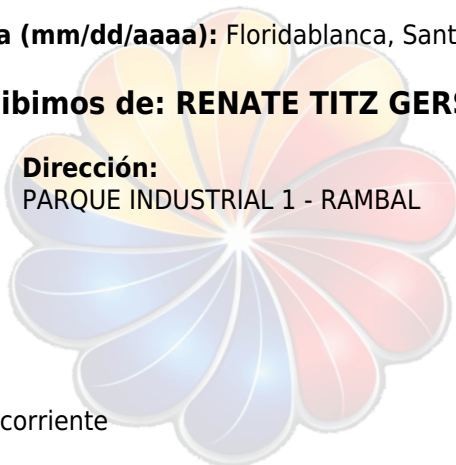 a (mm/dd/aaaa): Floridablanca, Sant
ibimos de: RENATE TITZ GERS
Dirección:
PARQUE INDUSTRIAL 1 - RAMBAL
corriente